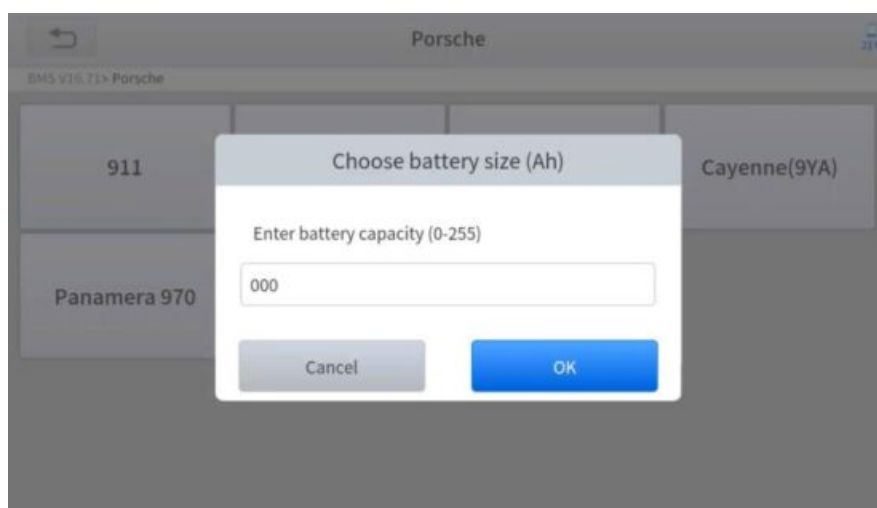 Porsche
BMS V16.71> Porsche
911
Cayenne(9YA)
Panamera 970
Choose battery size (Ah)
Enter battery capacity (0-255)
000
Cancel
OK